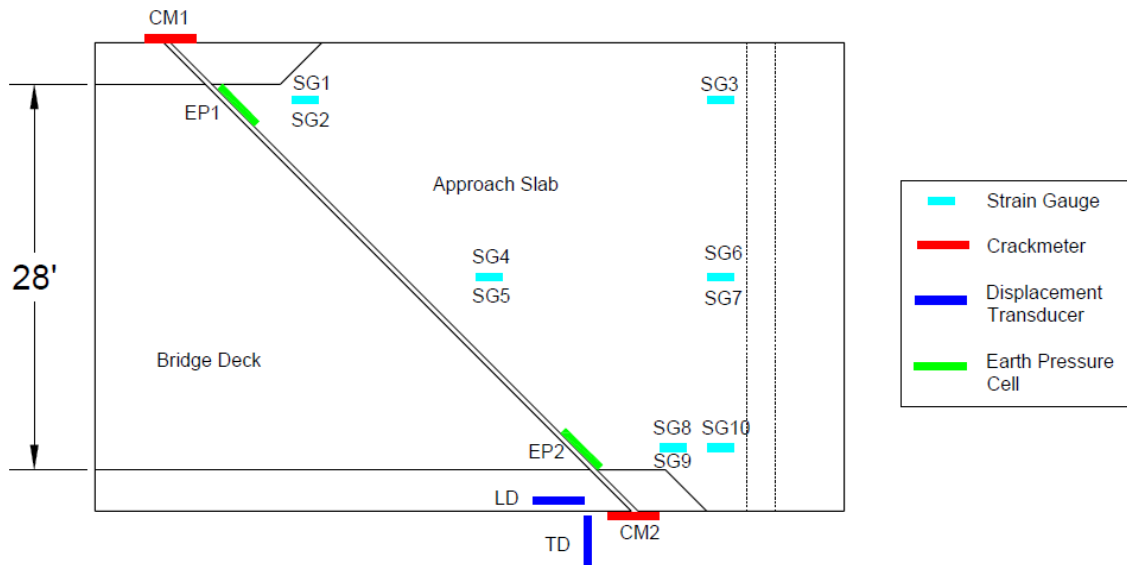 CM1
SG1
SG3
EP1
SG2
Approach Slab
Strain Gauge
Crackmeter
SG4
SG6
28'
SG5
SG7
Displacement
Transducer
Bridge Deck
Earth Pressure
Cell
SG8
SG10
EP2
SG9
LD
CM2
TD